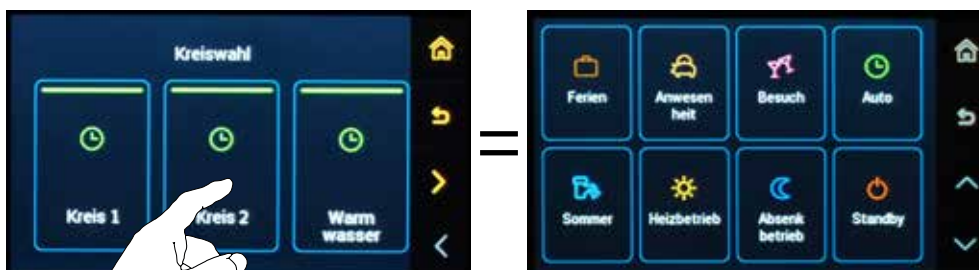 Kreiswahl
Kreis 1
Kreis 2
Warm
wasser
=
Ferien
Anwesen
heit
Besuch
Auto
Sommer
Heizbetrieb
Absenk
betrieb
Standby